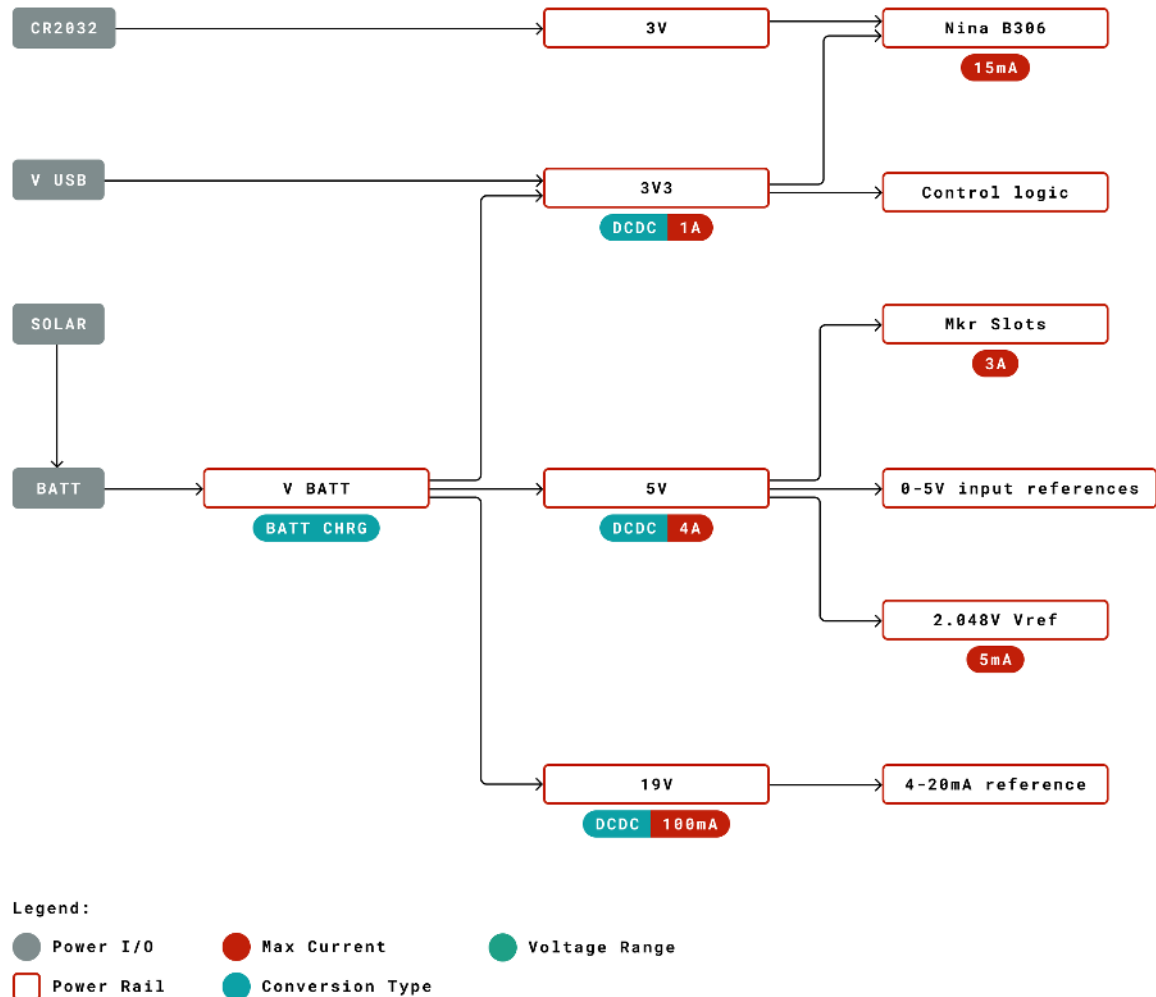 CR2032
3V
Nina B306
15mA
V USB
3V3
DCDC 1A
Control logic
SOLAR
Mkr Slots
3A
BATT
V BATT
BATT CHRG
5V
DCDC 4A
0-5V input references
2.048V Vref
5mA
19V
DCDC 100mA
4-20mA reference
Legend:
Power I/O
Max Current
Voltage Range
Power Rail
Conversion Type